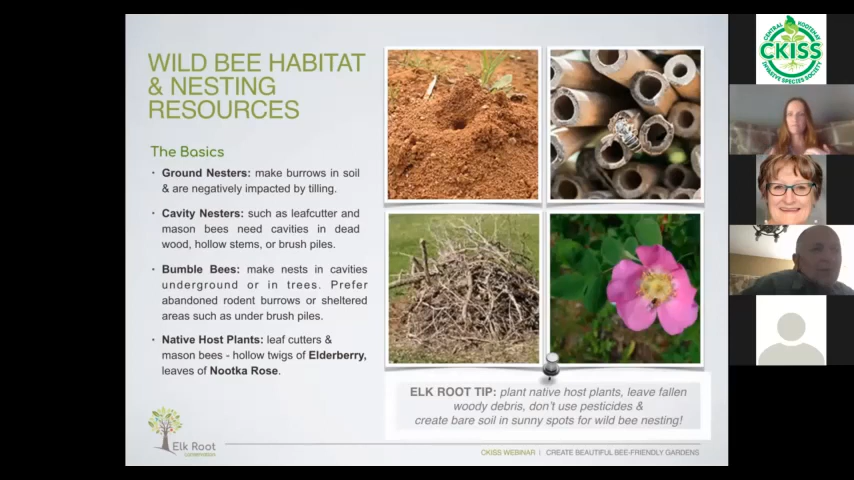 WILD BEE HABITAT
& NESTING
RESOURCES
The Basics
· Ground Nesters: make burrows in soil
& are negatively impacted by tilling.
· Cavity Nesters: such as leafcutter and
mason bees need cavities in dead
wood, hollow stems, or brush piles.
· Bumble Bees: make nests in cavities
underground or in trees. Prefer
abandoned rodent burrows or sheltered
areas such as under brush piles.
· Native Host Plants: leaf cutters &
mason bees - hollow twigs of Elderberry,
leaves of Nootka Rose.
ELK ROOT TIP: plant native host plants, leave fallen
woody debris, don't use pesticides &
create bare soil in sunny spots for wild bee nesting!
Elk Root
conservation
CKISS WEBINAR | CREATE BEAUTIFUL BEE-FRIENDLY GARDENS
CENTRAL KOOTENAY
CKISS
INVASIVE SPECIES SOCIETY